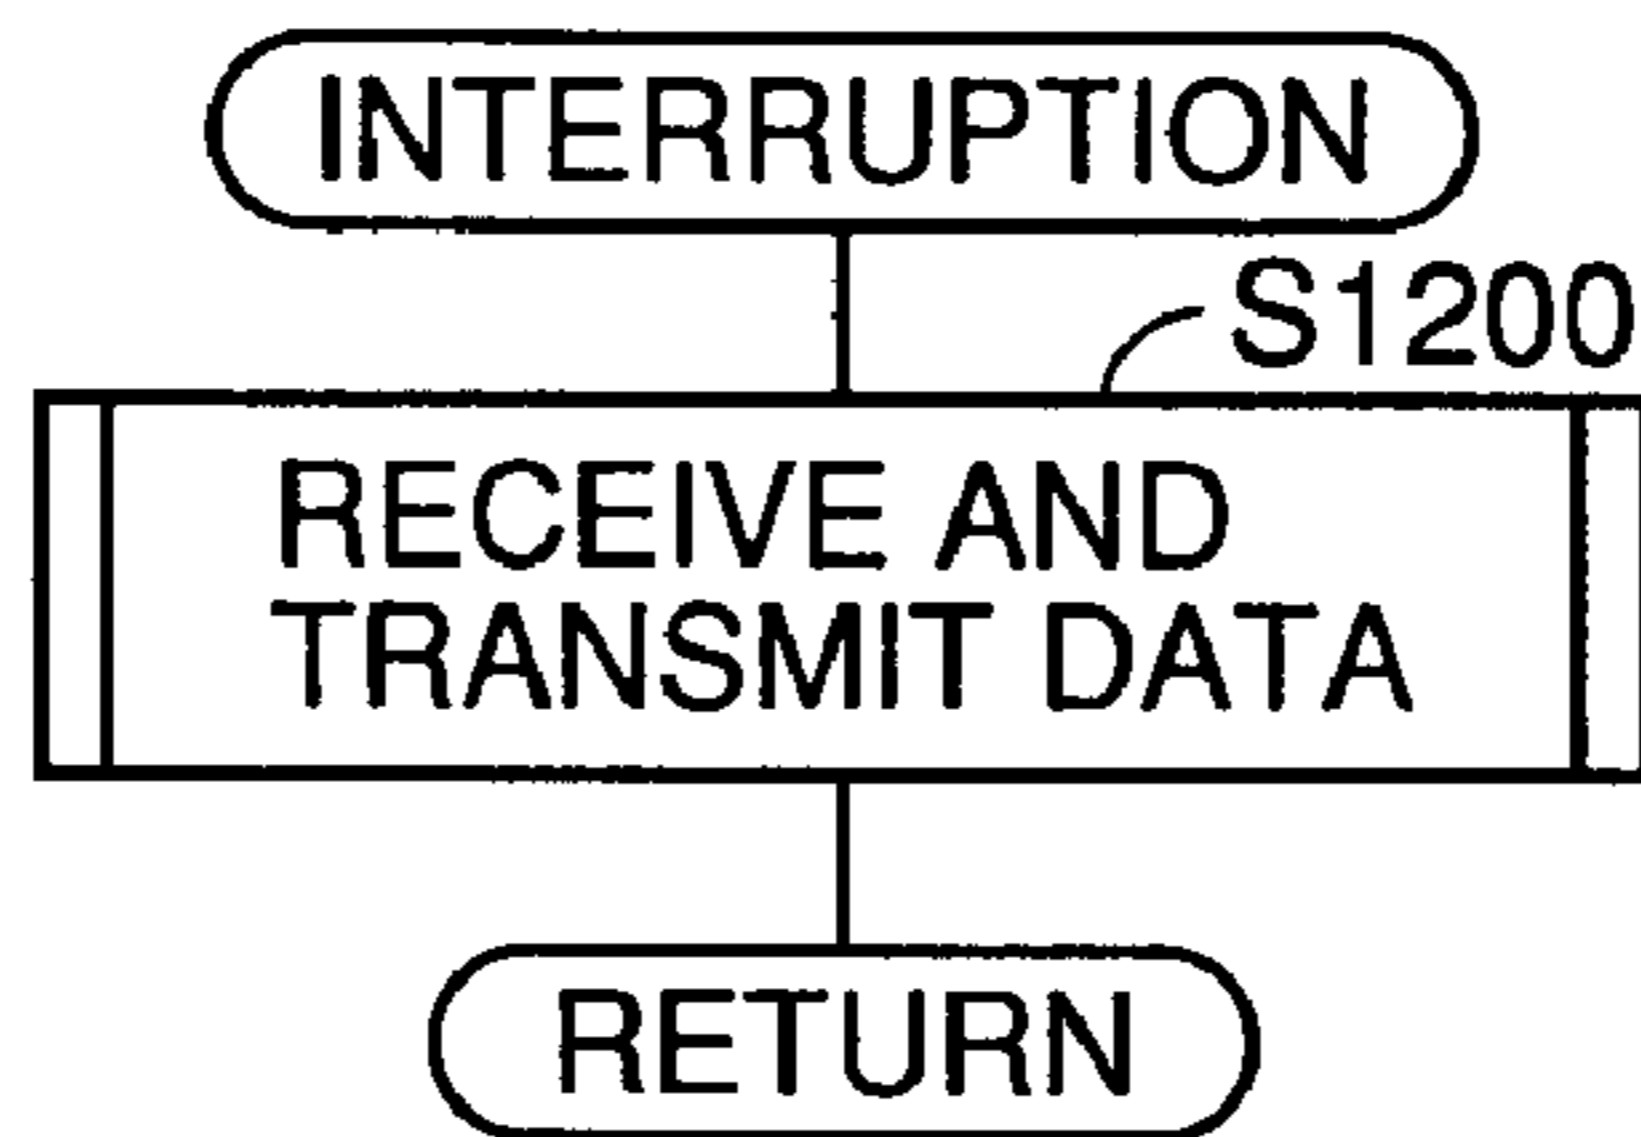 INTERRUPTION
S1200
RECEIVE AND
TRANSMIT DATA
RETURN